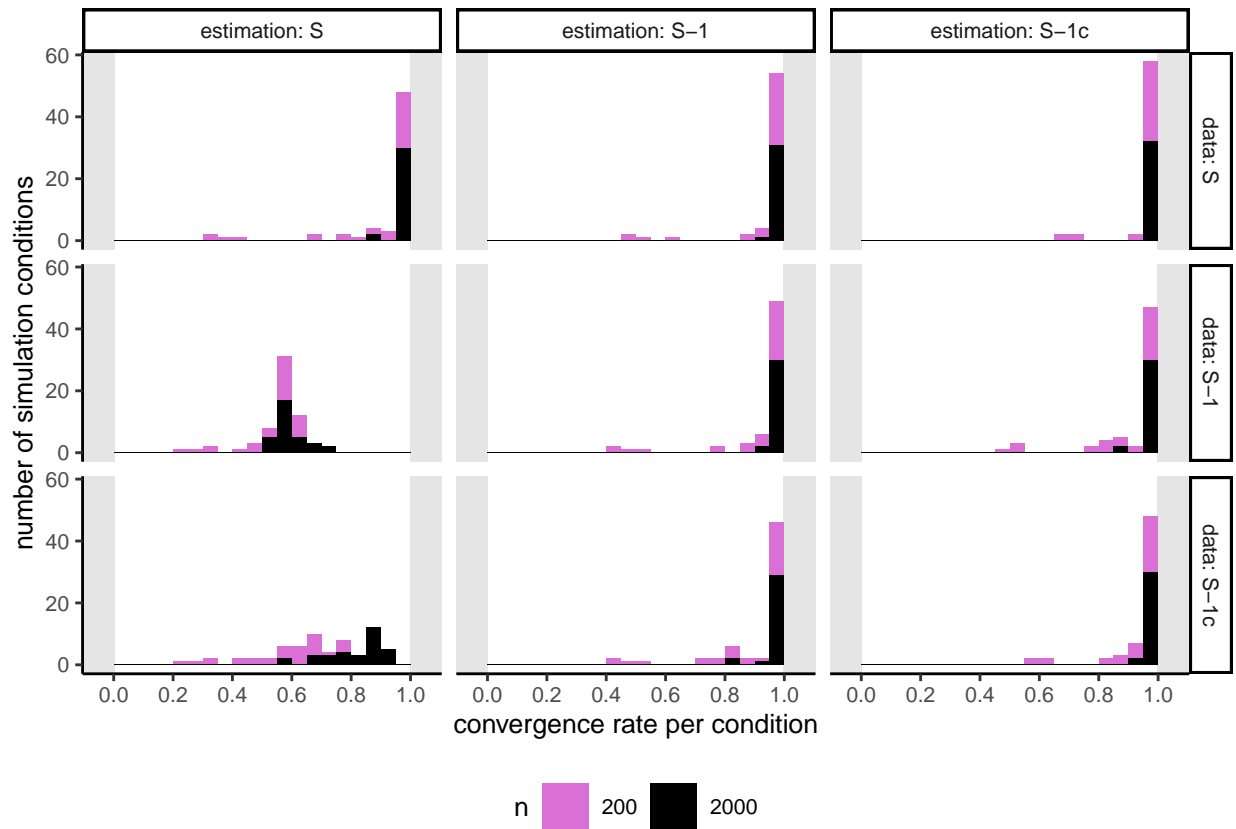 estimation: S
estimation: S−1
estimation: S−1c
60
40
20
0
data: S
60
40
20
0
data: S−1
60
40
20
0
data: S−1c
number of simulation conditions
0.0 0.2 0.4 0.6 0.8 1.0
0.0 0.2 0.4 0.6 0.8 1.0
0.0 0.2 0.4 0.6 0.8 1.0
convergence rate per condition
n 200 2000